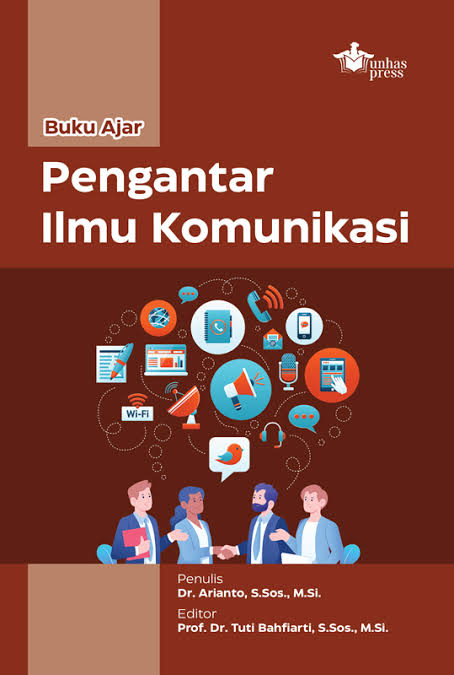 unhas
press
Buku Ajar
Pengantar
Ilmu Komunikasi
Wi-Fi
Penulis
Dr. Arianto, S.Sos., M.Si.
Editor
Prof. Dr. Tuti Bahfiarti, S.Sos., M.Si.